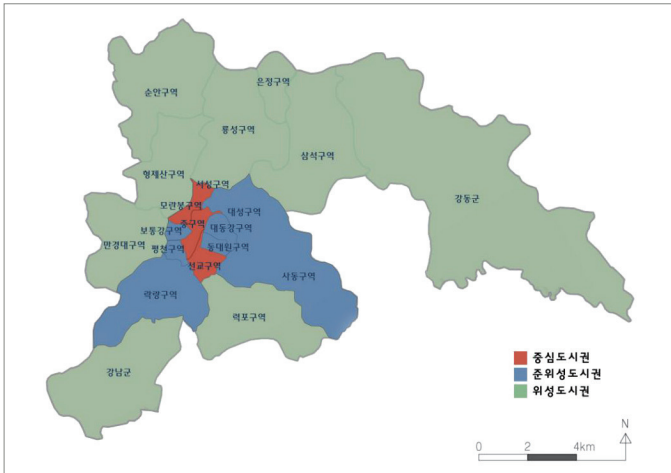 은정구역
순안구역
룡성구역
삼석구역
형제산구역
서성구역
강동군
모란봉구역
대성구역
중구역
보통강구역
대동강구역
만경대구역
평천구역
동대원구역
선교구역
사동구역
락랑구역
력포구역
강남군
중심도시권
준위성도시권
위성도시권
N
0 2 4km